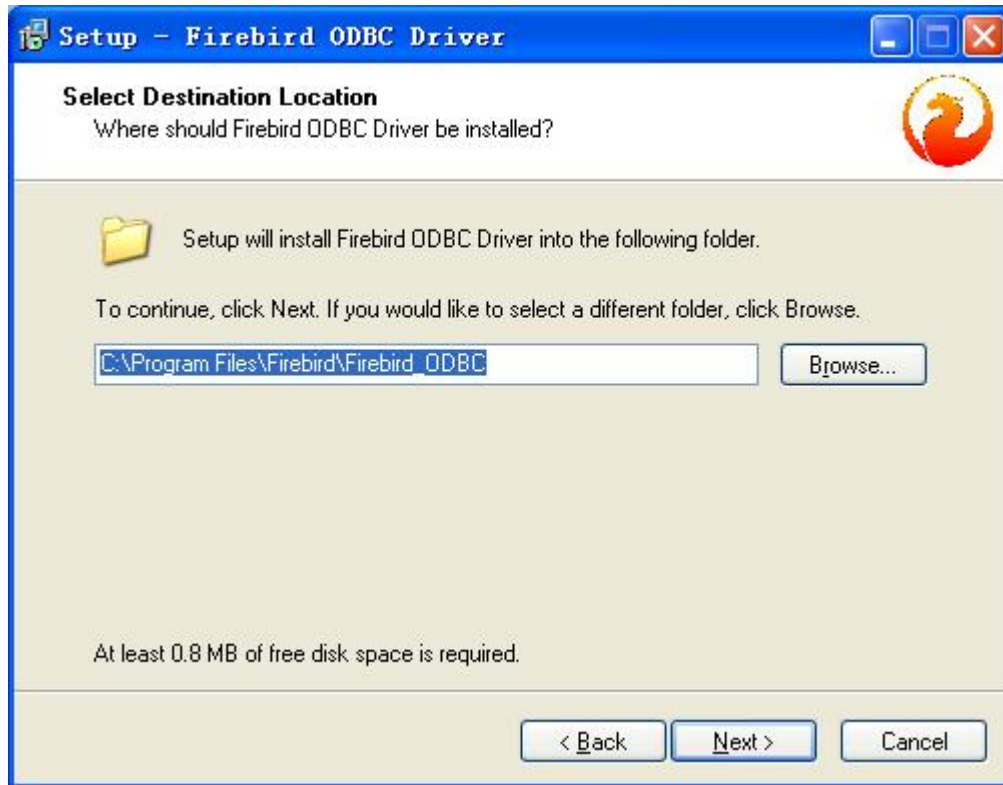 Setup - Firebird ODBC Driver
Select Destination Location
Where should Firebird ODBC Driver be installed?
Setup will install Firebird ODBC Driver into the following folder.
To continue, click Next. If you would like to select a different folder, click Browse.
C:\Program Files\Firebird\Firebird_ODBC
Browse...
At least 0.8 MB of free disk space is required.
< Back Next > Cancel